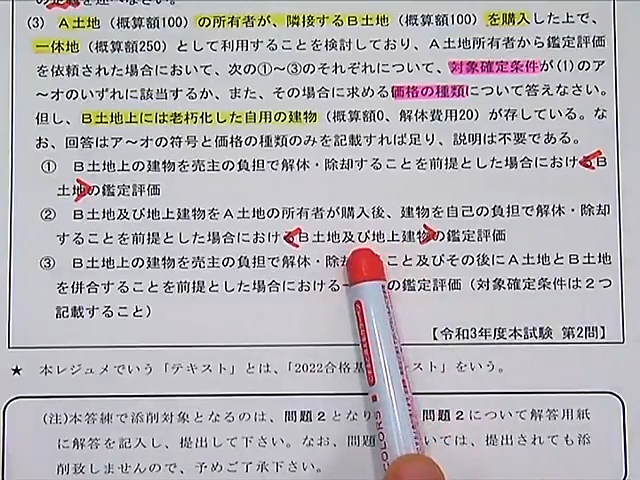 (3) A土地（概算額100）の所有者が、隣接するB土地（概算額100）を購入した上で、
一体地（概算額250）として利用することを検討しており、A土地所有者から鑑定評価
を依頼された場合において、次の①～③のそれぞれについて、対象確定条件が(1)のア
～オのいずれに該当するか、また、その場合に求める価格の種類について答えなさい。
但し、B土地上には老朽化した自用の建物（概算額0、解体費用20）が存している。な
お、回答はア～オの符号と価格の種類のみを記載すれば足り、説明は不要である。
① B土地上の建物を売主の負担で解体・除却することを前提とした場合におけるB
土地の鑑定評価
② B土地及び地上建物をA土地の所有者が購入後、建物を自己の負担で解体・除却
することを前提とした場合におけるB土地及び地上建物の鑑定評価
③ B土地上の建物を売主の負担で解体・除 こと及びその後にA土地とB土地
を併合することを前提とした場合における の鑑定評価（対象確定条件は２つ
記載すること）
【令和3年度本試験 第2問】
★ 本レジュメでいう「テキスト」とは、「2022合格 スト」をいう。
(注)本答練で添削対象となるのは、問題２とな 問題２について解答用紙
に解答を記入し、提出して下さい。なお、問題 いては、提出されても添
削致しませんので、予めご了承下さい。